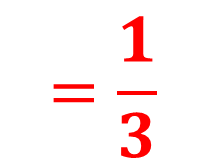 = 1/3